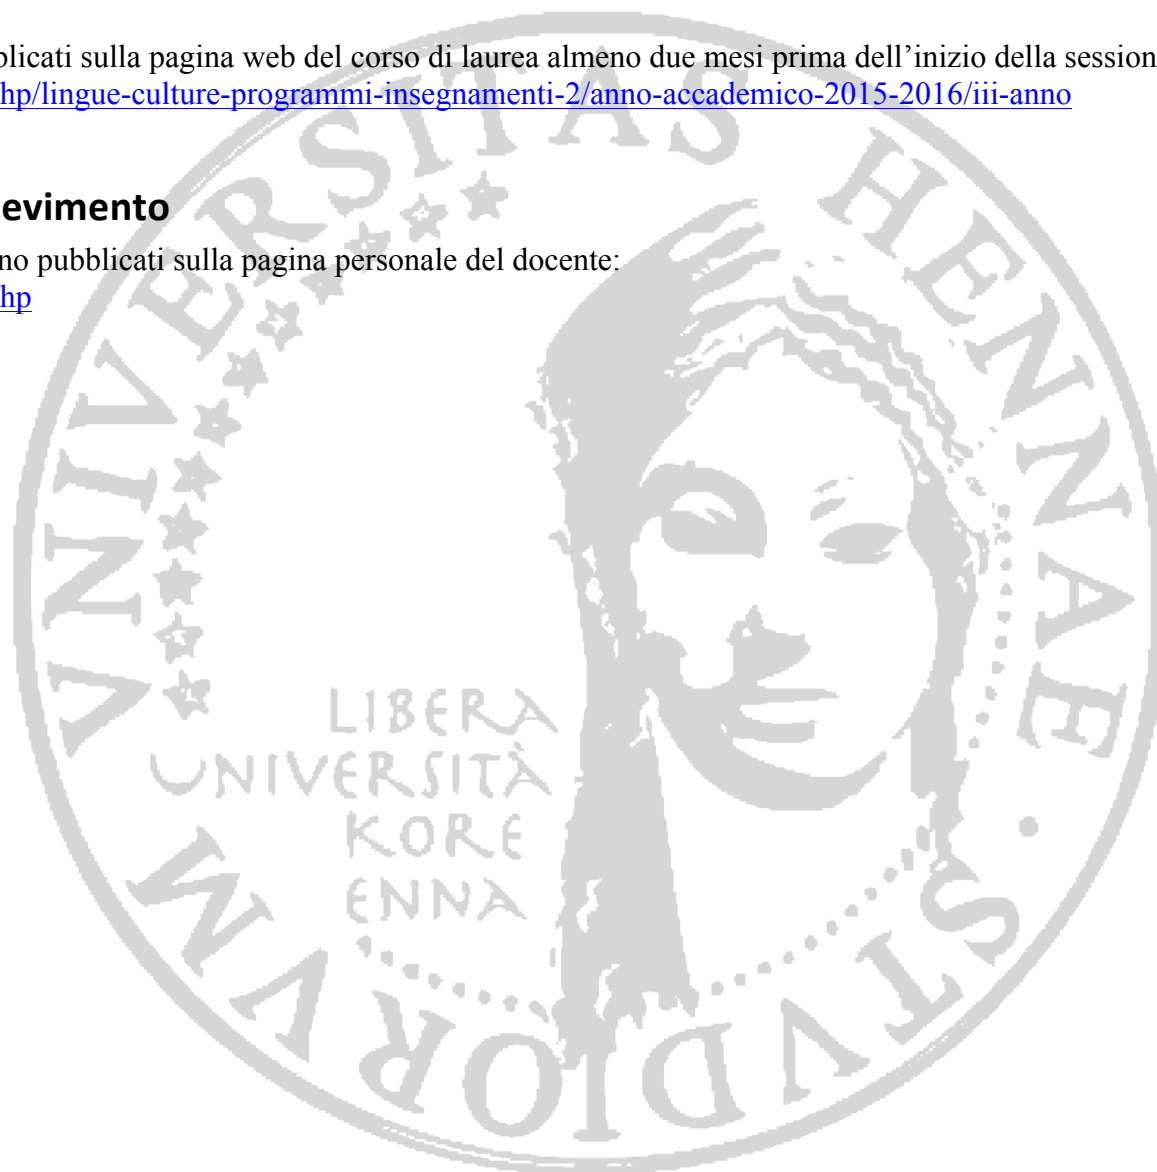 blicati sulla pagina web del corso di laurea almeno due mesi prima dell’inizio della session
hp/lingue-culture-programmi-insegnamenti-2/anno-accademico-2015-2016/iii-anno
evimento
no pubblicati sulla pagina personale del docente:
hp
VNIVERSITAS HENNAE · STVDIORVM
LIBERA
UNIVERSITÀ
KORE
ENNA